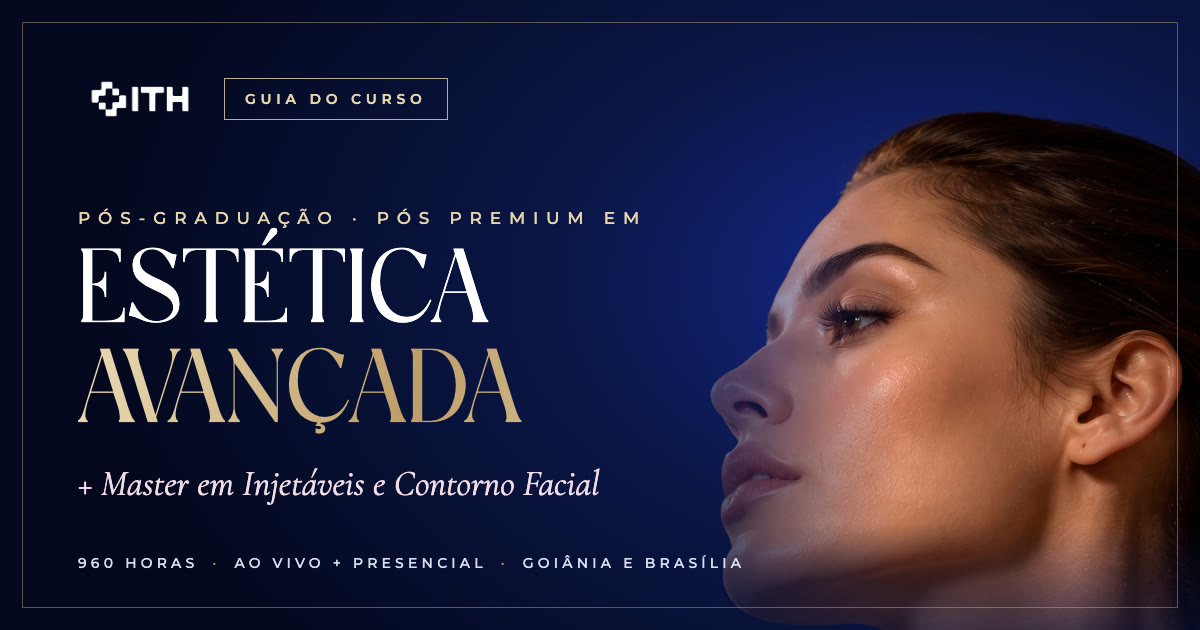 ITH
GUIA DO CURSO
PÓS-GRADUAÇÃO · PÓS PREMIUM EM
ESTÉTICA
AVANÇADA
+ Master em Injetáveis e Contorno Facial
960 HORAS · AO VIVO + PRESENCIAL · GOIÂNIA E BRASÍLIA